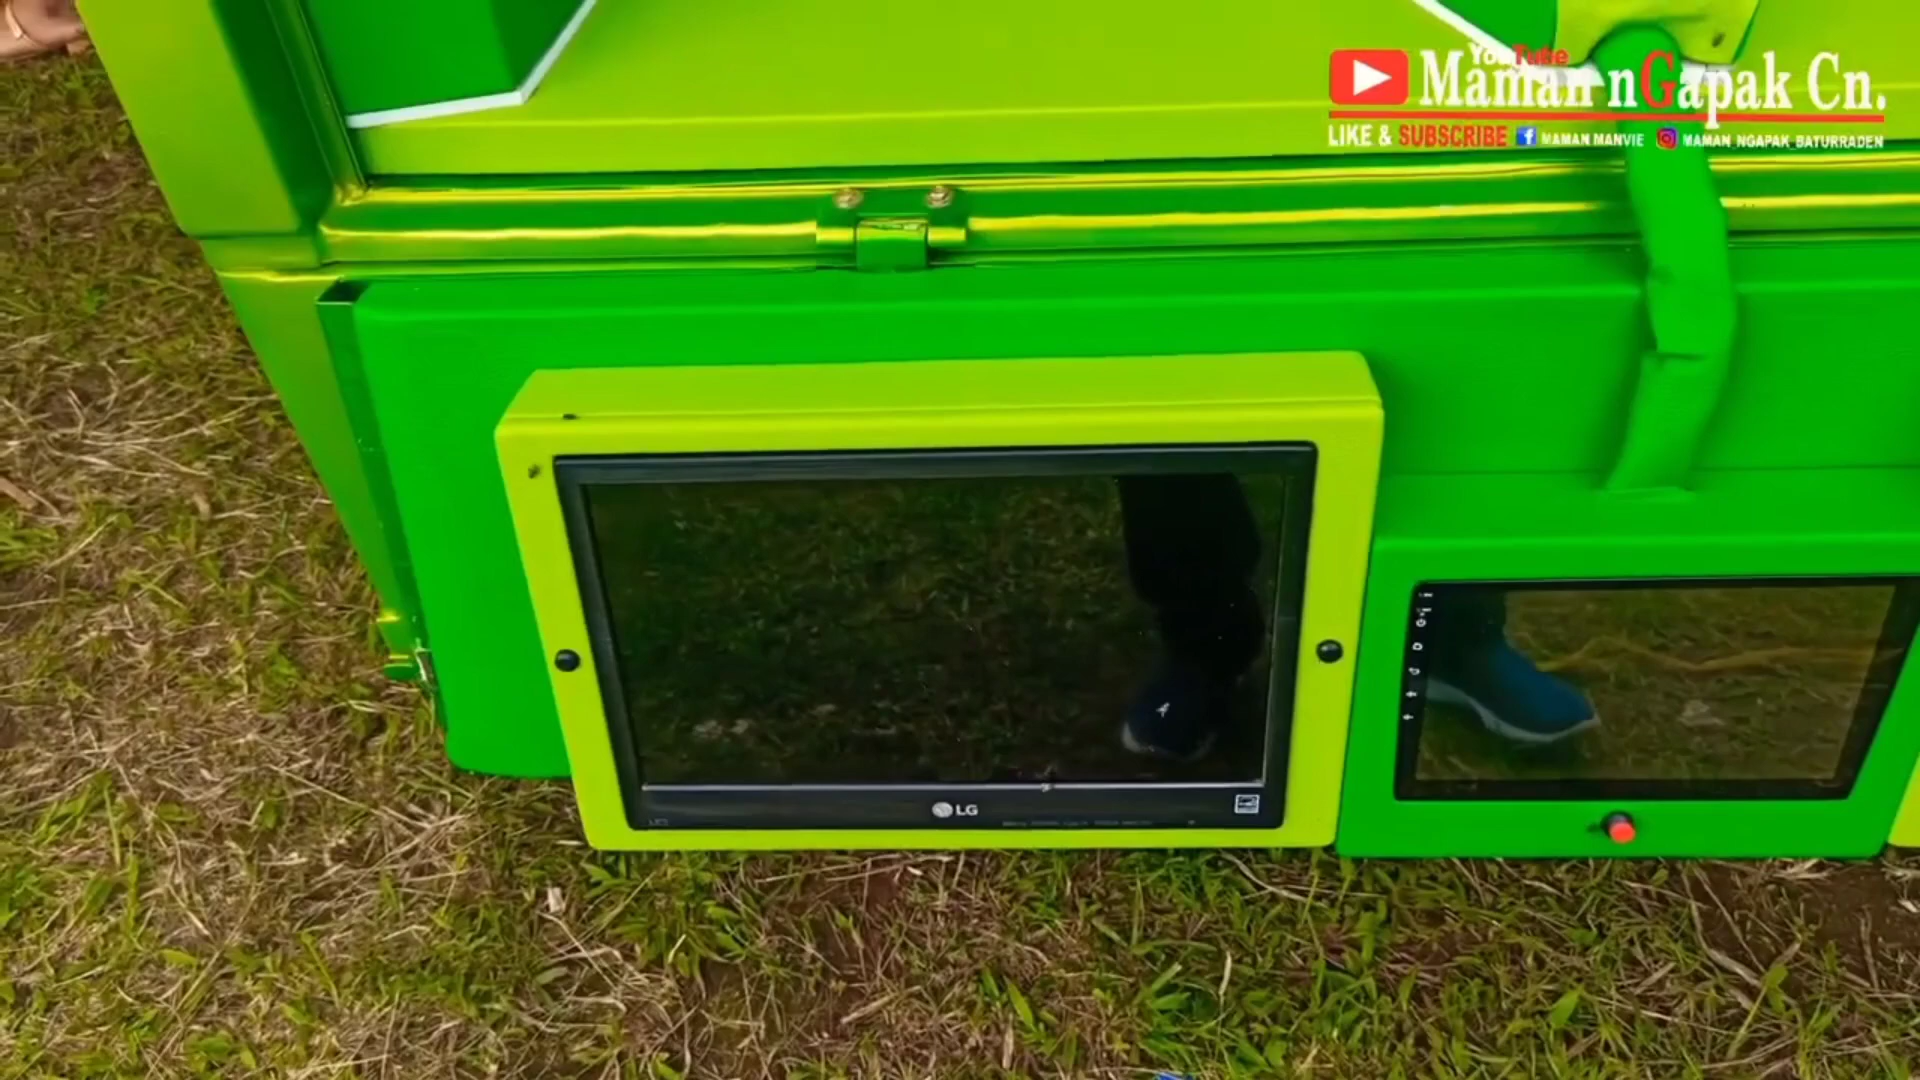 YouTube
Maman nGapak Cn.
LIKE & SUBSCRIBE MAMAN MANVIE MAMAN_NGAPAK_BATURRADEN
LG